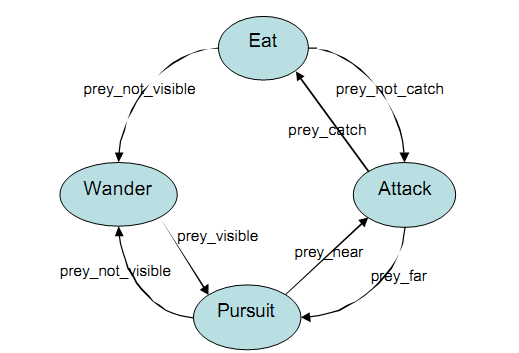 Eat
prey_not_visible
prey_not_catch
prey_catch
Wander
Attack
prey_visible
prey_near
prey_not_visible
prey_far
Pursuit